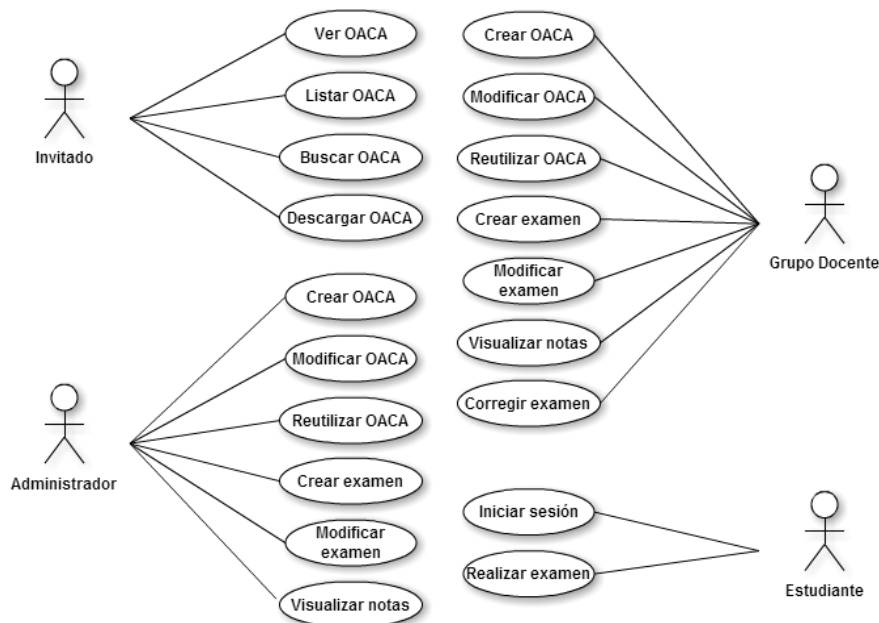 Ver OACA
Listar OACA
Buscar OACA
Descargar OACA
Invitado
Crear OACA
Modificar OACA
Reutilizar OACA
Crear examen
Modificar
examen
Visualizar notas
Corregir examen
Grupo Docente
Crear OACA
Modificar OACA
Reutilizar OACA
Crear examen
Modificar
examen
Visualizar notas
Administrador
Iniciar sesión
Realizar examen
Estudiante